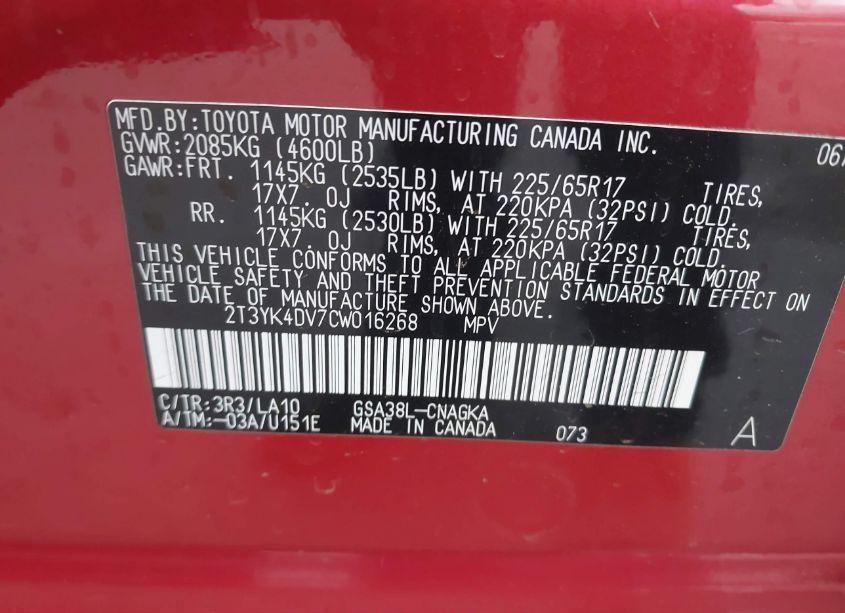 MFD.BY:TOYOTA MOTOR MANUFACTURING CANADA INC. 06/
GVWR:2085KG (4600LB)
GAWR:FRT. 1145KG (2535LB) WITH 225/65R17 TIRES,
17X7.0J RIMS, AT 220KPA (32PSI) COLD.
RR. 1145KG (2530LB) WITH 225/65R17 TIRES,
17X7.0J RIMS, AT 220KPA (32PSI) COLD.
THIS VEHICLE CONFORMS TO ALL APPLICABLE FEDERAL MOTOR
VEHICLE SAFETY AND THEFT PREVENTION STANDARDS IN EFFECT ON
THE DATE OF MANUFACTURE SHOWN ABOVE.
2T3YK4DV7CW016268 MPV
C/TR:3R3/LA10 GSA38L-CNAGKA
A/TM:-03A/U151E MADE IN CANADA 073 A